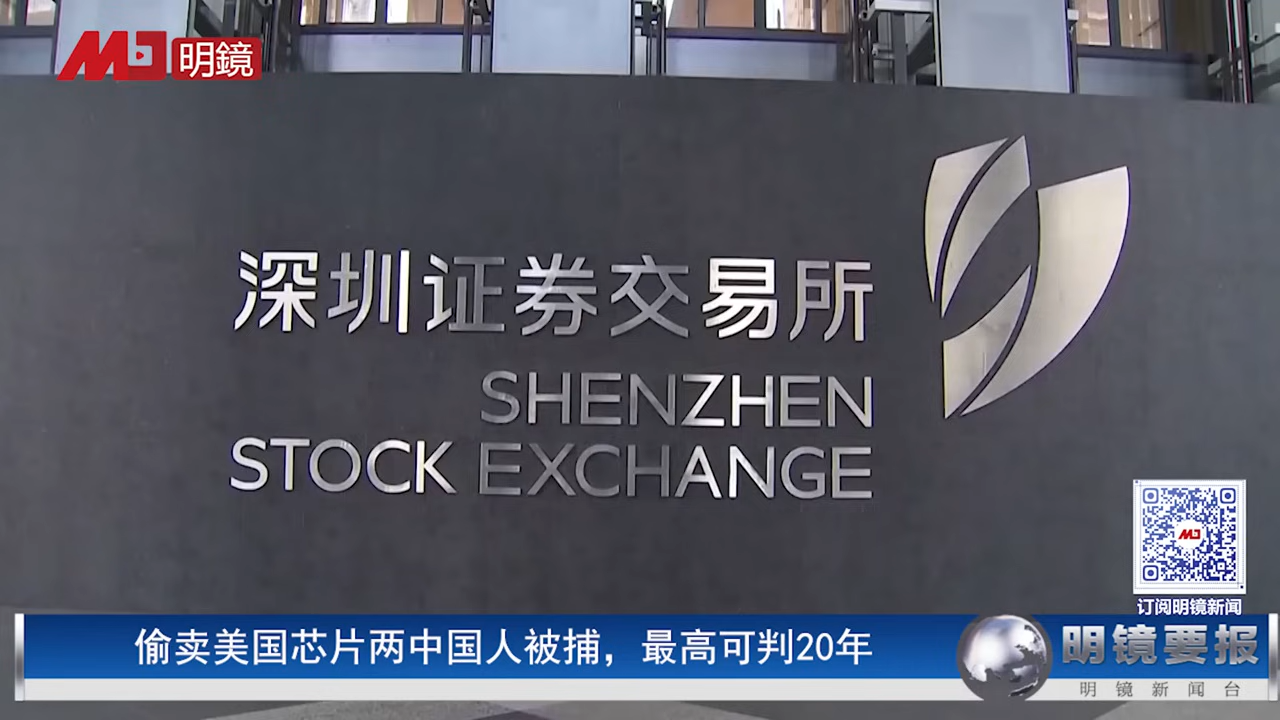 明鏡
深圳证券交易所
SHENZHEN
STOCK EXCHANGE
订阅明镜新闻
偷卖美国芯片两中国人被捕，最高可判20年
明镜要报
明镜新闻台